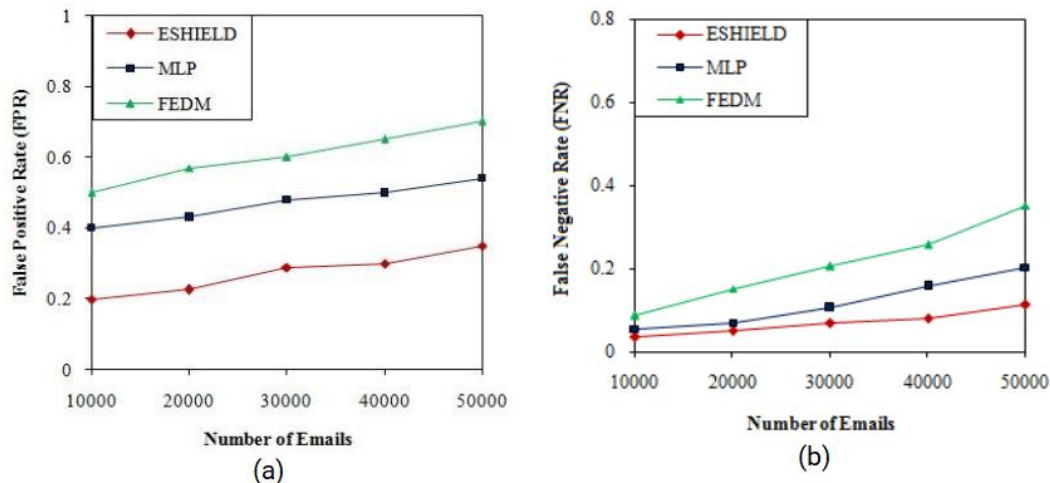 1
0.8
0.6
0.4
0.2
0
False Positive Rate (FPR)
ESHIELD
MLP
FEDM
10000 20000 30000 40000 50000
Number of Emails
(a)
0.8
0.6
0.4
0.2
0
False Negative Rate (FNR)
ESHIELD
MLP
FEDM
10000 20000 30000 40000 50000
Number of Emails
(b)